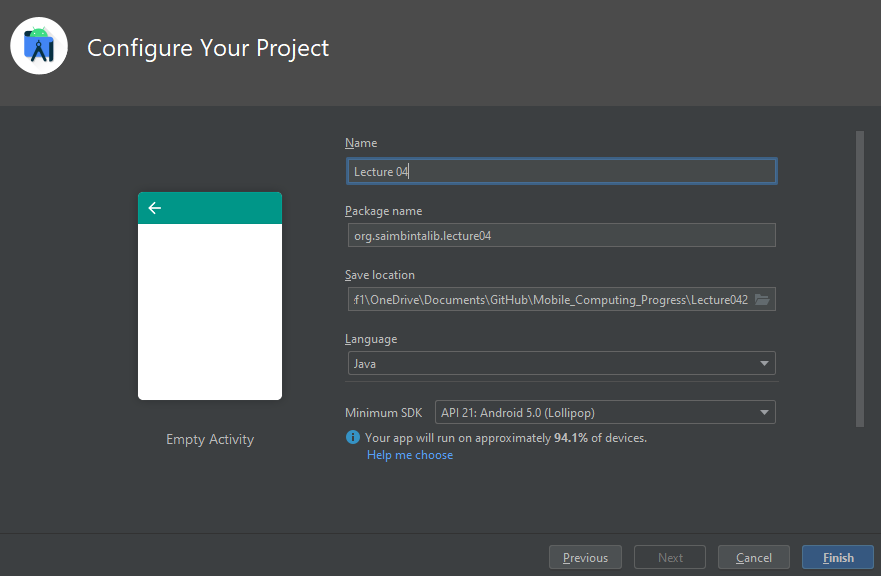 Configure Your Project
Name
Lecture 04
Package name
org.saimbintalib.lecture04
Save location
f1\OneDrive\Documents\GitHub\Mobile_Computing_Progress\Lecture042
Language
Java
Minimum SDK API 21: Android 5.0 (Lollipop)
Your app will run on approximately 94.1% of devices.
Help me choose
Empty Activity
Previous Next Cancel Finish